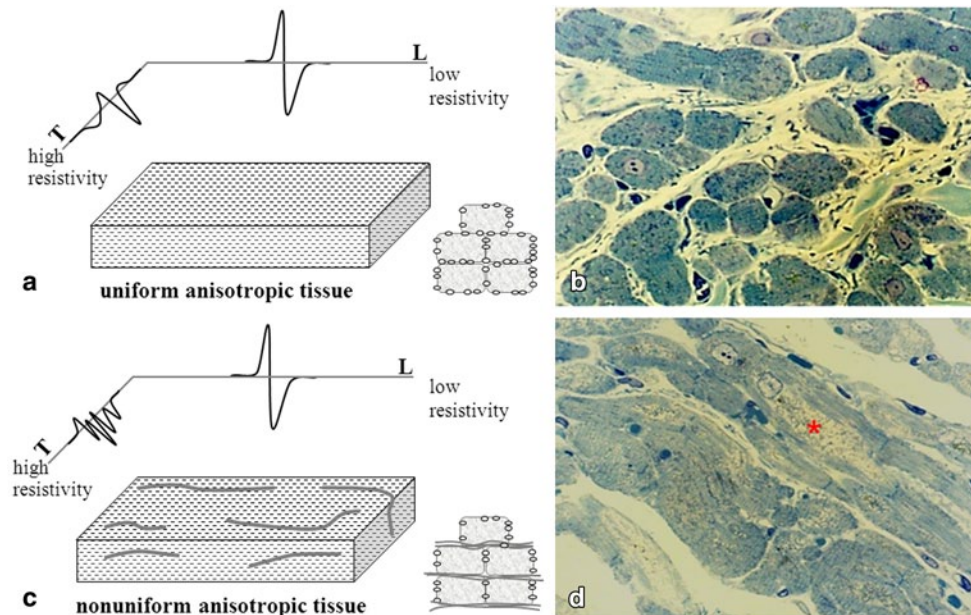 L
low
resistivity
T
high
resistivity
a
uniform anisotropic tissue
b
L
low
resistivity
T
high
resistivity
c
nonuniform anisotropic tissue
*
d